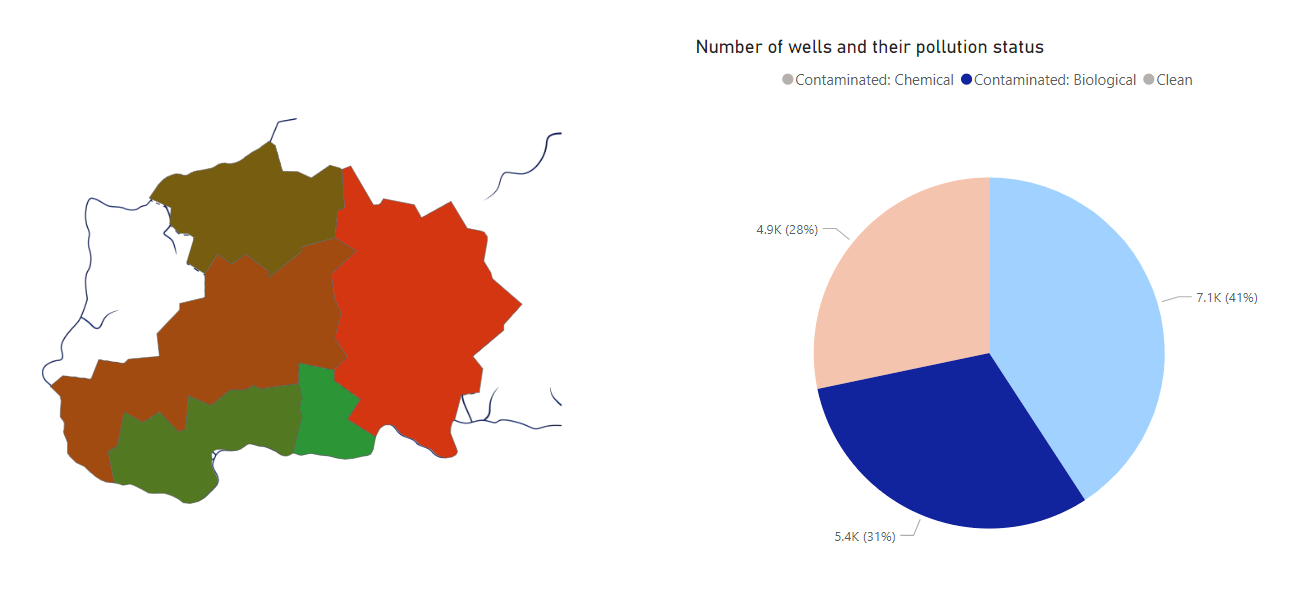 Number of wells and their pollution status
Contaminated: Chemical Contaminated: Biological Clean
4.9K (28%)
7.1K (41%)
5.4K (31%)